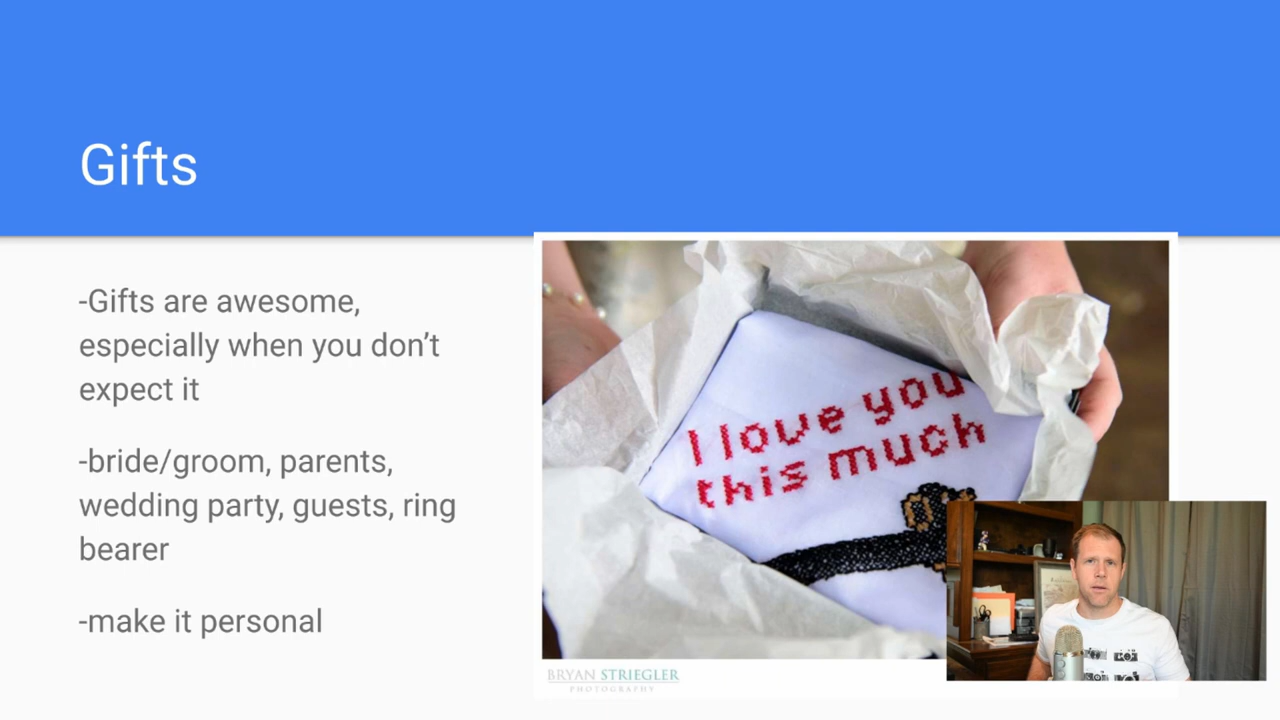 Gifts
-Gifts are awesome,
especially when you don’t
expect it
-bride/groom, parents,
wedding party, guests, ring
bearer
-make it personal
I love you
this much
BRYAN STRIEGLER
PHOTOGRAPHY